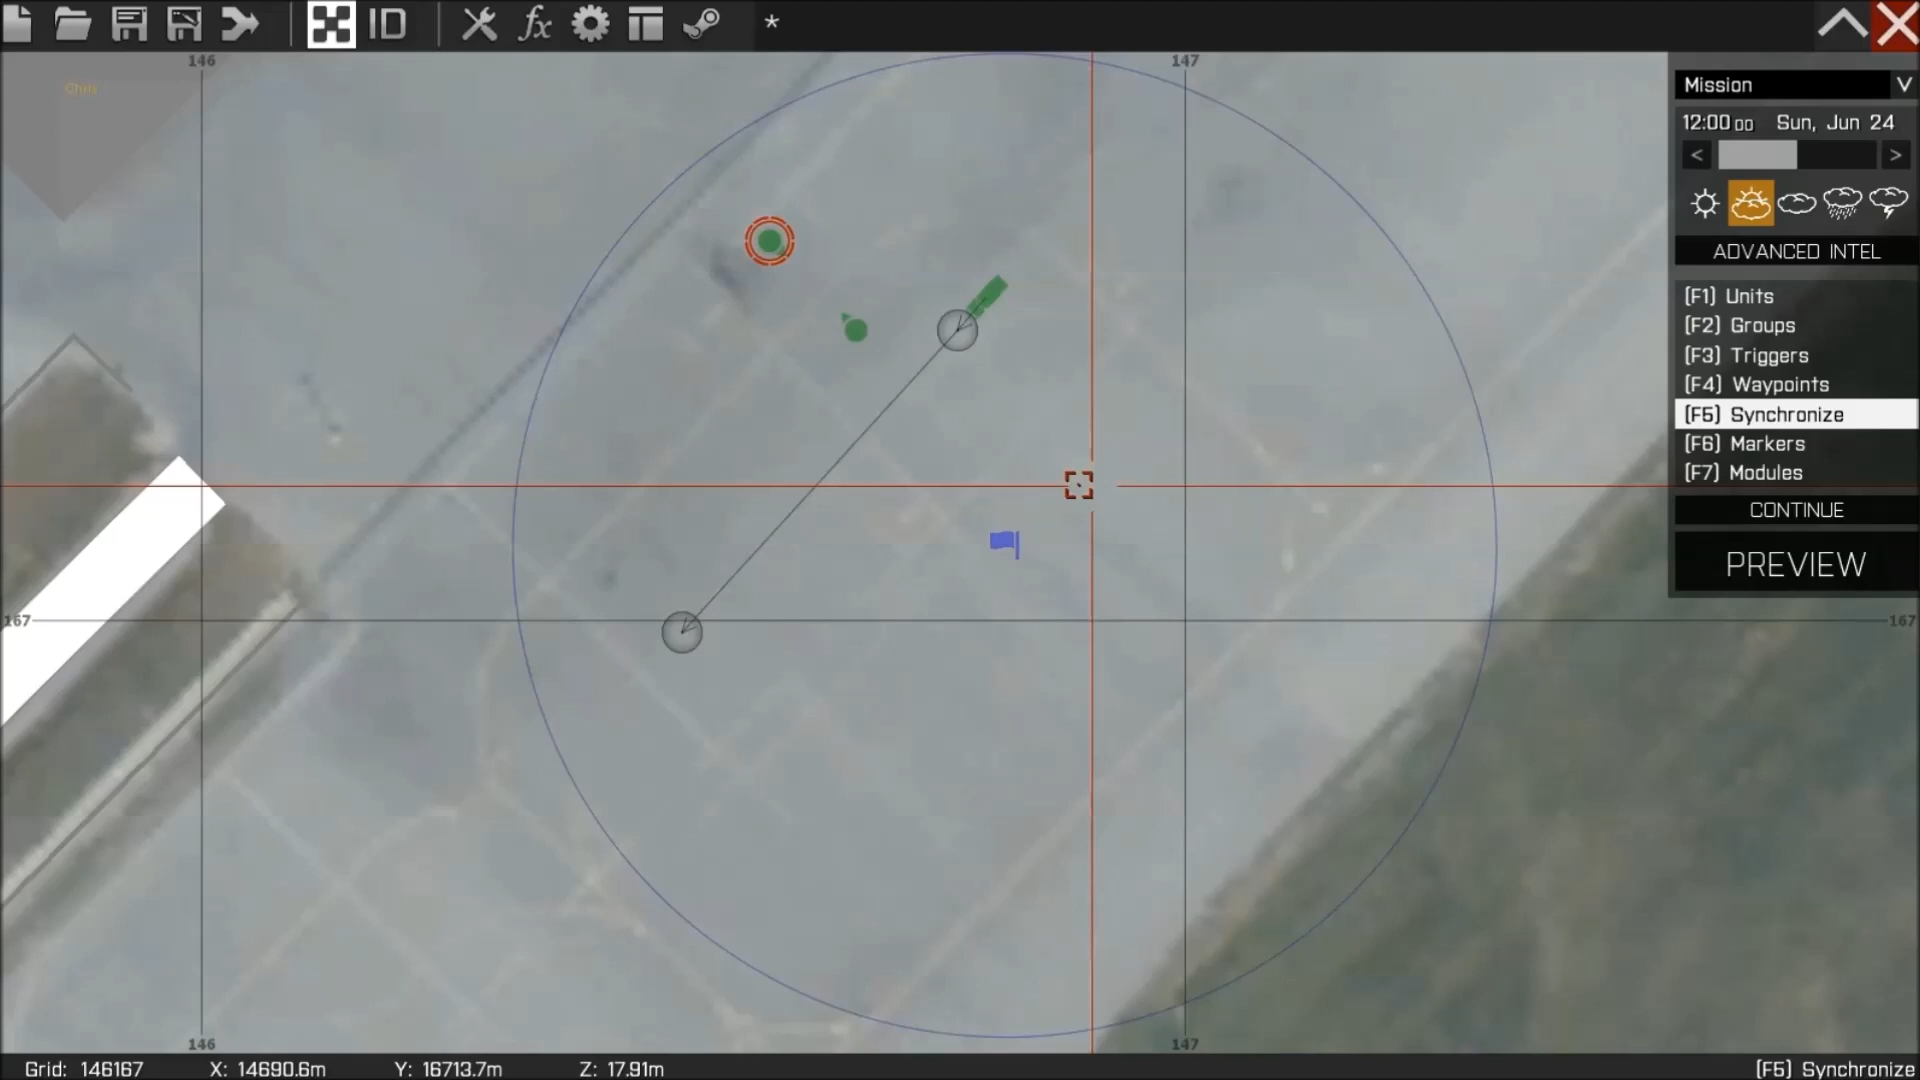 ID fx *
146 147
Chris
Mission V
12:00 00 Sun, Jun 24
< >
ADVANCED INTEL
[F1] Units
[F2] Groups
[F3] Triggers
[F4] Waypoints
[F5] Synchronize
[F6] Markers
[F7] Modules
CONTINUE
PREVIEW
167 167
146 147
Grid: 146167 X: 14690.6m Y: 16713.7m Z: 17.91m [F5] Synchronize